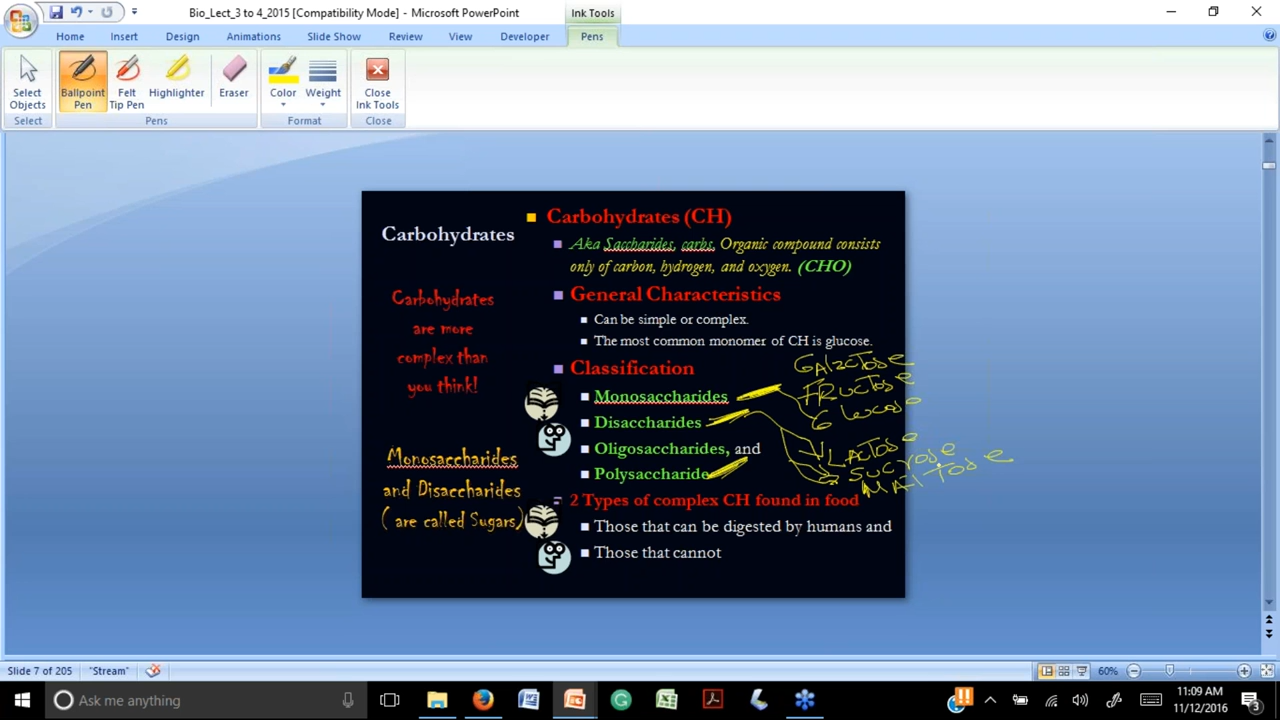 Bio_Lect_3 to 4_2015 [Compatibility Mode] - Microsoft PowerPoint
Ink Tools
Home Insert Design Animations Slide Show Review View Developer Pens
Select Objects
Ballpoint Pen
Felt Tip Pen
Highlighter
Eraser
Color
Weight
Close Ink Tools
Select Pens Format Close
Carbohydrates
Carbohydrates
are more
complex than
you think!
Monosaccharides
and Disaccharides
( are called Sugars)
Carbohydrates (CH)
Aka Saccharides, carbs. Organic compound consists
only of carbon, hydrogen, and oxygen. (CHO)
General Characteristics
Can be simple or complex.
The most common monomer of CH is glucose.
Classification
Monosaccharides
Disaccharides
Oligosaccharides, and
Polysaccharide
2 Types of complex CH found in food
Those that can be digested by humans and
Those that cannot
GAlactose
FRucTose
Glucose
LAcTose
Sucrose
MAlTose
Slide 7 of 205 "Stream" 60%
Ask me anything
11:09 AM
11/12/2016
3